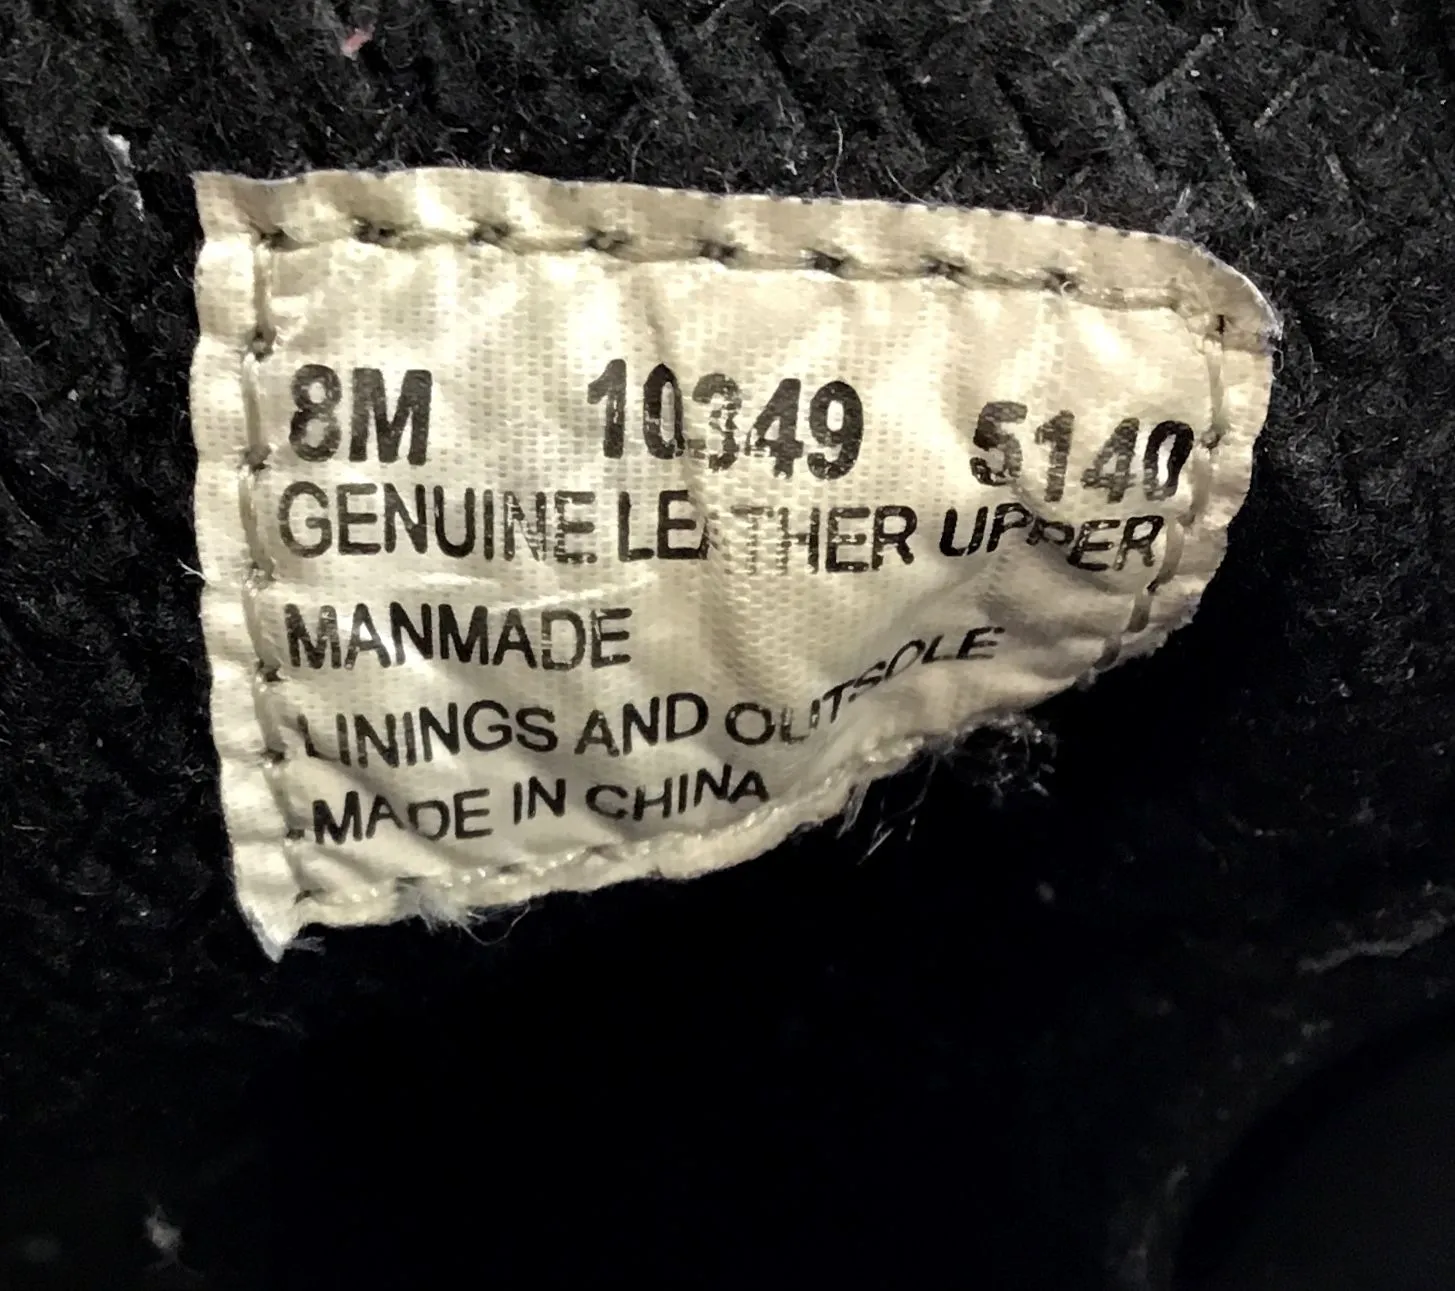 8M 10349 5140
GENUINE LEATHER UPPER
MANMADE
LININGS AND OUTSOLE
MADE IN CHINA